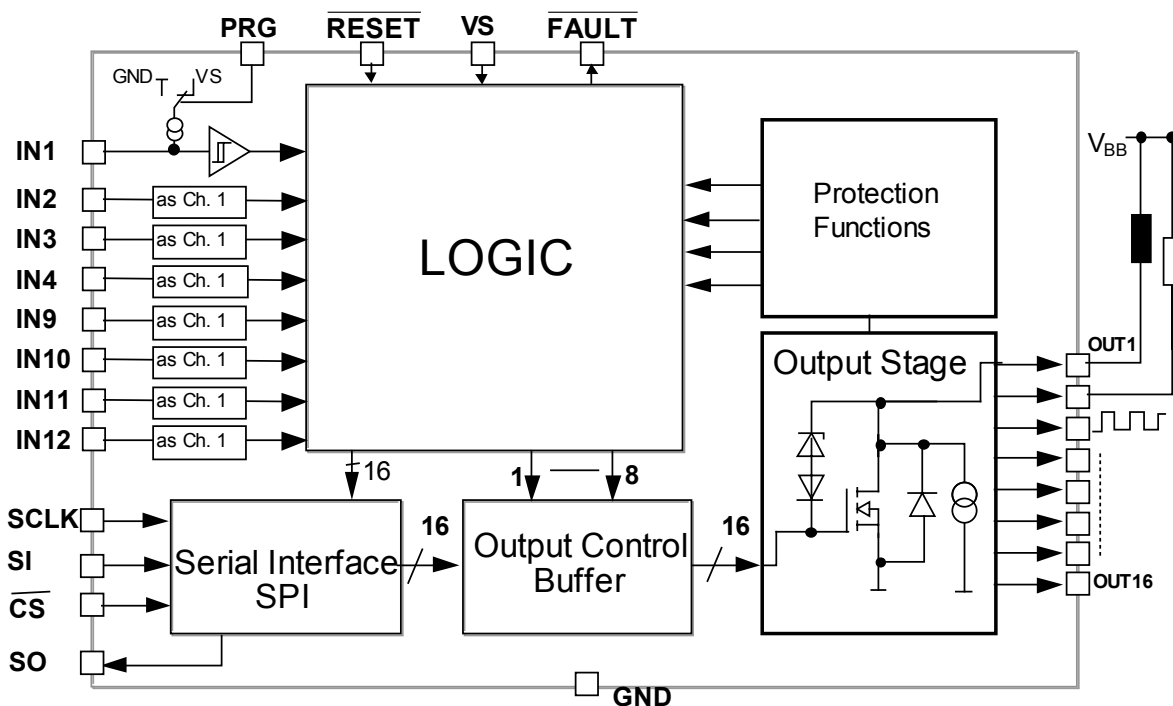 PRG
RESET
VS
FAULT
GND
VS
IN1
IN2
as Ch. 1
IN3
as Ch. 1
IN4
as Ch. 1
IN9
as Ch. 1
IN10
as Ch. 1
IN11
as Ch. 1
IN12
as Ch. 1
LOGIC
Protection
Functions
VBB
Output Stage
OUT1
OUT16
16
1
8
SCLK
SI
CS
SO
Serial Interface
SPI
16
Output Control
Buffer
16
GND